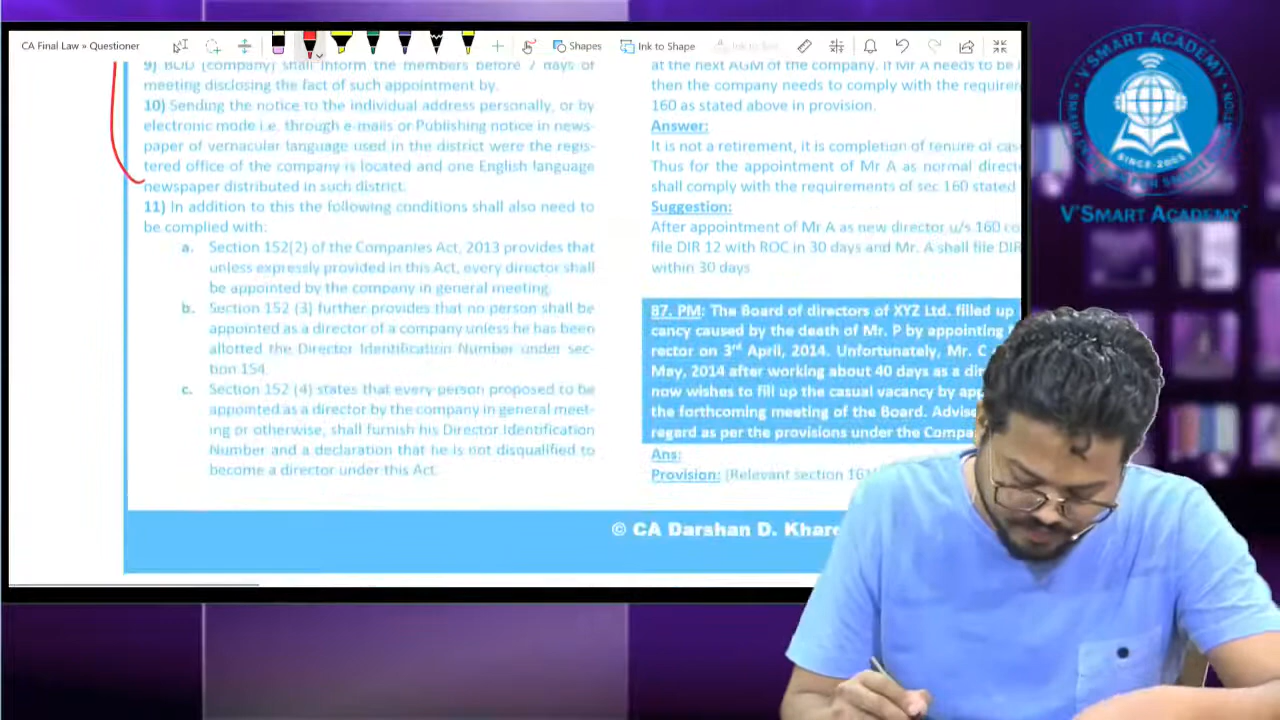 CA Final Law » Questioner
Shapes
Ink to Shape
9) BOD (company) shall inform the members before 7 days of
meeting disclosing the fact of such appointment by.
10) Sending the notice to the individual address personally, or by
electronic mode i.e. through e-mails or Publishing notice in news-
paper of vernacular language used in the district were the regis-
tered office of the company is located and one English language
newspaper distributed in such district.
11) In addition to this the following conditions shall also need to
be complied with:
a. Section 152(2) of the Companies Act, 2013 provides that
unless expressly provided in this Act, every director shall
be appointed by the company in general meeting.
b. Section 152 (3) further provides that no person shall be
appointed as a director of a company unless he has been
allotted the Director Identification Number under sec-
tion 154.
c. Section 152 (4) states that every person proposed to be
appointed as a director by the company in general meet-
ing or otherwise, shall furnish his Director Identification
Number and a declaration that he is not disqualified to
become a director under this Act.
at the next AGM of the company. If Mr A needs to be
then the company needs to comply with the
160 as stated above in provision.
Answer:
It is not a retirement, it is completion of tenure of
Thus for the appointment of Mr A as normal
shall comply with the requirements of sec 160 stated
Suggestion:
After appointment of Mr A as new director u/s 160
file DIR 12 with ROC in 30 days and Mr. A shall file DIR
within 30 days
87. PM: The Board of directors of XYZ Ltd. filled up
cancy caused by the death of Mr. P by appointing
rector on 3rd April, 2014. Unfortunately, Mr. C
May, 2014 after working about 40 days as a
now wishes to fill up the casual vacancy by
the forthcoming meeting of the Board.
regard as per the provisions under the
Ans:
Provision: [Relevant section
© CA Darshan D. Khare
V'SMART ACADEMY
SINCE-2005
V'SMART ACADEMY